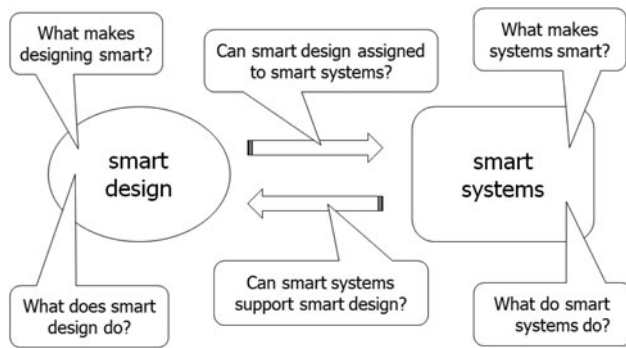 What makes
designing smart?
Can smart design assigned
to smart systems?
What makes
systems smart?
smart
design
smart
systems
What does smart
design do?
Can smart systems
support smart design?
What do smart
systems do?